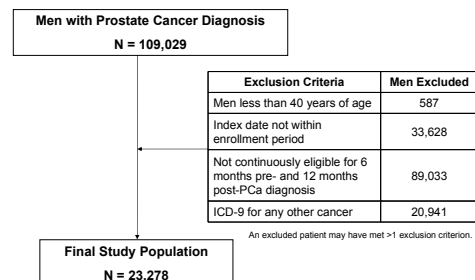 Men with Prostate Cancer Diagnosis
N = 109,029
Exclusion Criteria Men Excluded
Men less than 40 years of age 587
Index date not within
enrollment period 33,628
Not continuously eligible for 6
months pre- and 12 months
post-PCa diagnosis 89,033
ICD-9 for any other cancer 20,941
An excluded patient may have met >1 exclusion criterion.
Final Study Population
N = 23,278